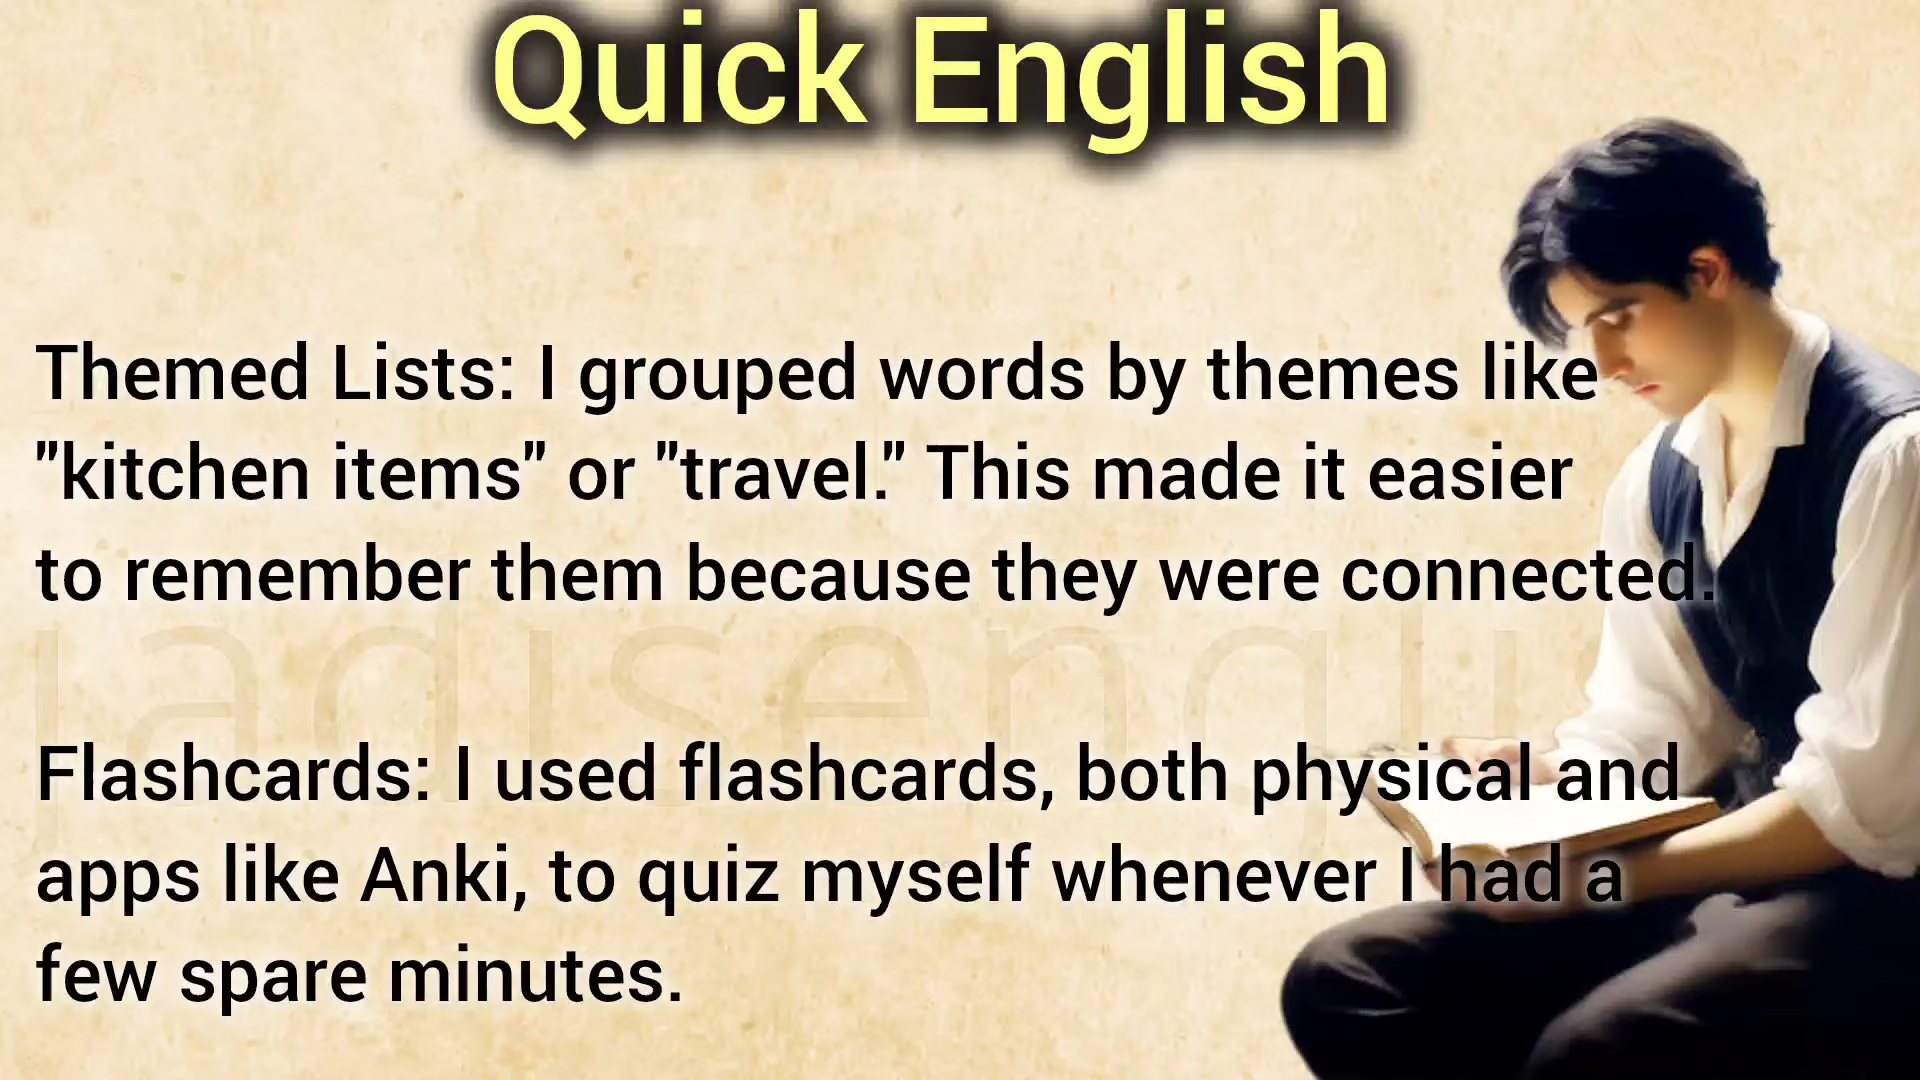 Quick English
Themed Lists: I grouped words by themes like
"kitchen items" or "travel." This made it easier
to remember them because they were connected.
Flashcards: I used flashcards, both physical and
apps like Anki, to quiz myself whenever I had a
few spare minutes.